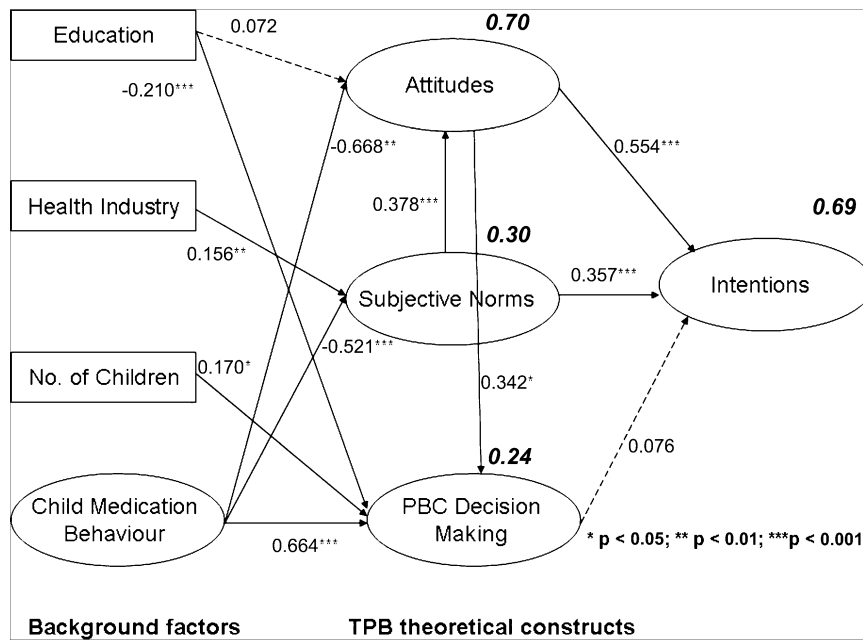 0.70
Education
0.072
-0.210***
Attitudes
-0.668**
0.554***
Health Industry
0.378***
0.69
0.156**
0.30
Subjective Norms
0.357***
Intentions
-0.521***
No. of Children
0.170*
0.342*
0.24
0.076
Child Medication
Behaviour
PBC Decision
Making
0.664***
* p < 0.05; ** p < 0.01; ***p < 0.001
Background factors
TPB theoretical constructs